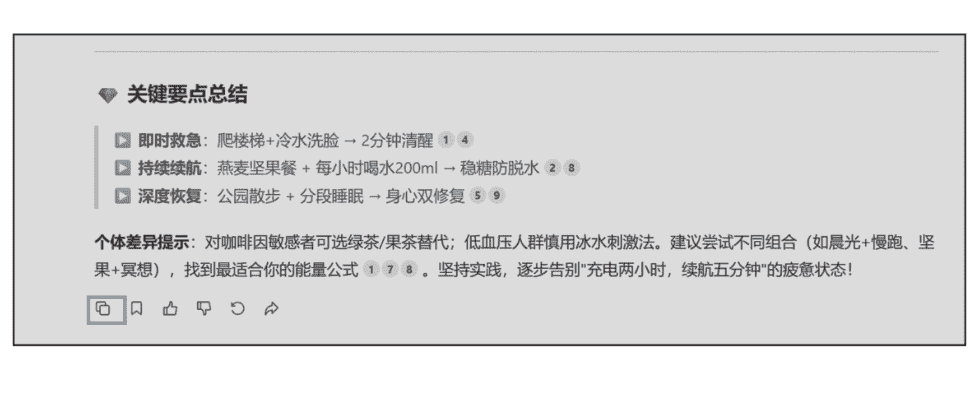 关键要点总结
即时救急：爬楼梯+冷水洗脸 → 2分钟清醒 1 4
持续续航：燕麦坚果餐 + 每小时喝水200ml → 稳糖防脱水 2 8
深度恢复：公园散步 + 分段睡眠 → 身心双修复 5 9
个体差异提示：对咖啡因敏感者可选绿茶/果茶替代；低血压人群慎用冰水刺激法。建议尝试不同组合（如晨光+慢跑、坚
果+冥想），找到最适合你的能量公式 1 7 8 。坚持实践，逐步告别"充电两小时，续航五分钟"的疲惫状态！